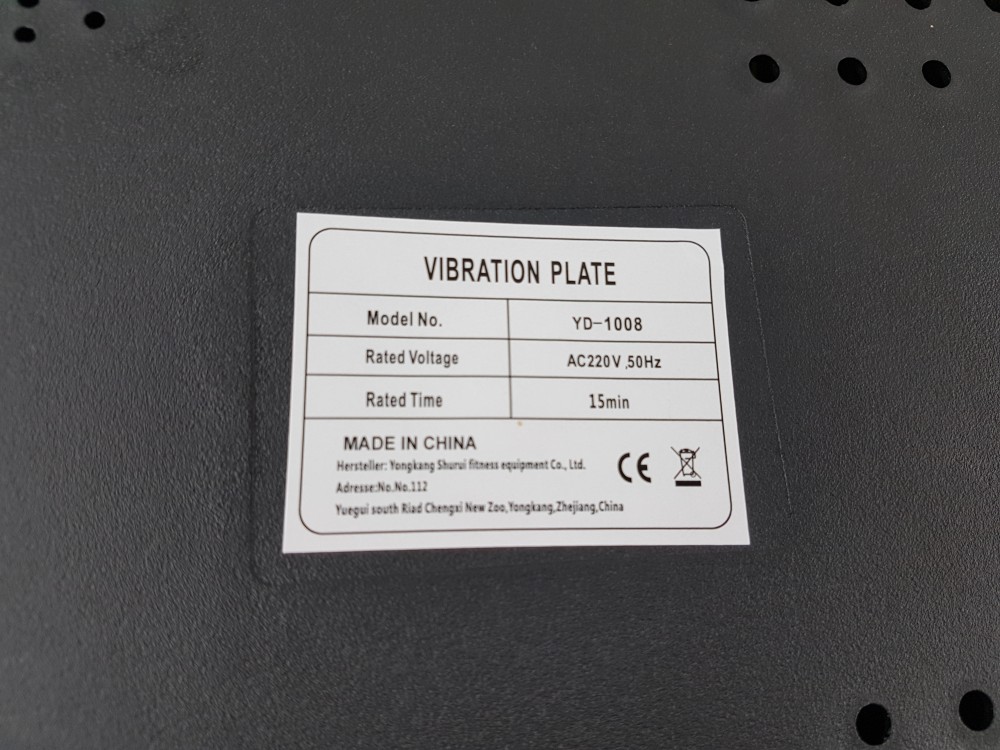 VIBRATION PLATE
Model No. YD-1008
Rated Voltage AC220V,50Hz
Rated Time 15min
MADE IN CHINA
Hersteller: Yongkang Shurui fitness equipment Co., Ltd.
Adresse:No.No.112
Yuegui south Riad Chengxi New Zoo,Yongkang,Zhejiang,China
CE